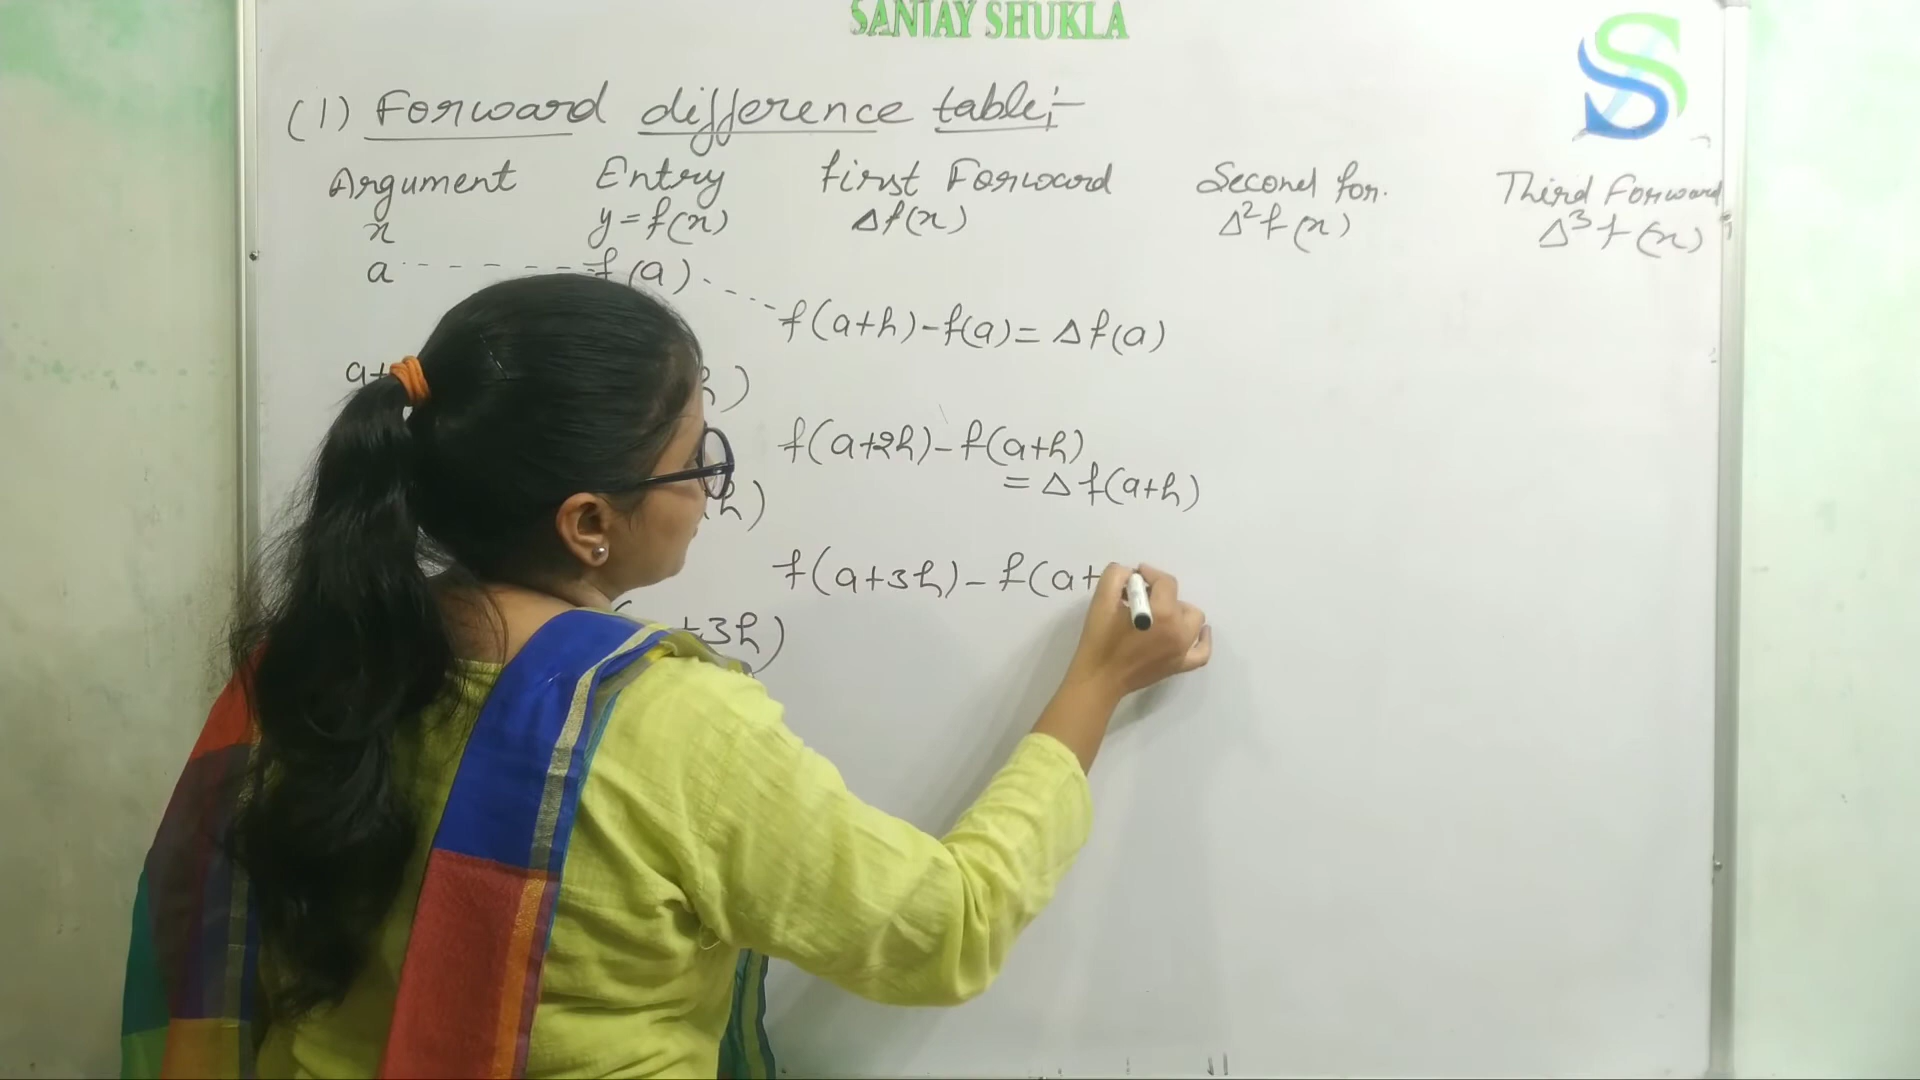 SANJAY SHUKLA
(1) Forward difference table:-
Argument Entry first Forward Second for. Third Forward
x y=f(x) Δf(x) Δ²f(x) Δ³f(x)
a - - - - - - f(a) - - - -
f(a+h)-f(a)= Δf(a)
a+ h)
f(a+2h)-f(a+h)
= Δf(a+h)
h)
f(a+3h)-f(a+
+3h)